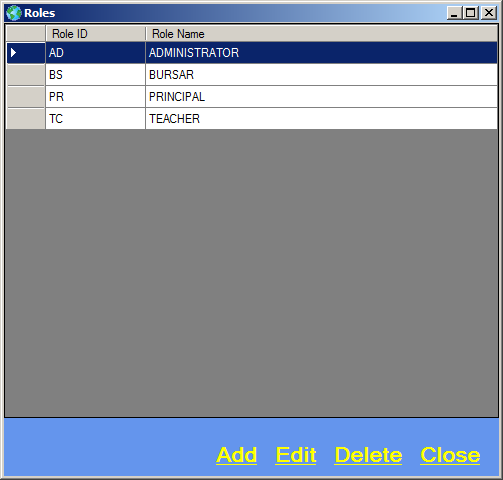 Roles
Role ID Role Name
AD ADMINISTRATOR
BS BURSAR
PR PRINCIPAL
TC TEACHER
Add Edit Delete Close